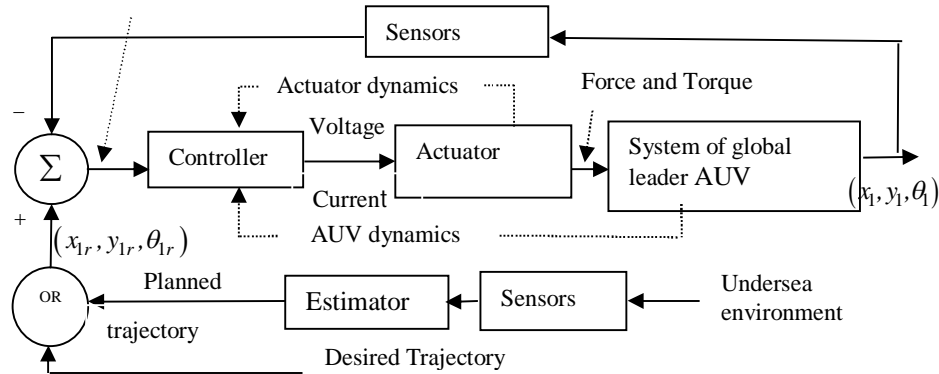 Sensors
Actuator dynamics
Force and Torque
−
Voltage
Σ
Controller
Actuator
System of global
leader AUV
Current
(x₁, y₁, θ₁)
+
AUV dynamics
(x₁ᵣ, y₁ᵣ, θ₁ᵣ)
Planned
OR
Estimator
Sensors
Undersea
environment
trajectory
Desired Trajectory